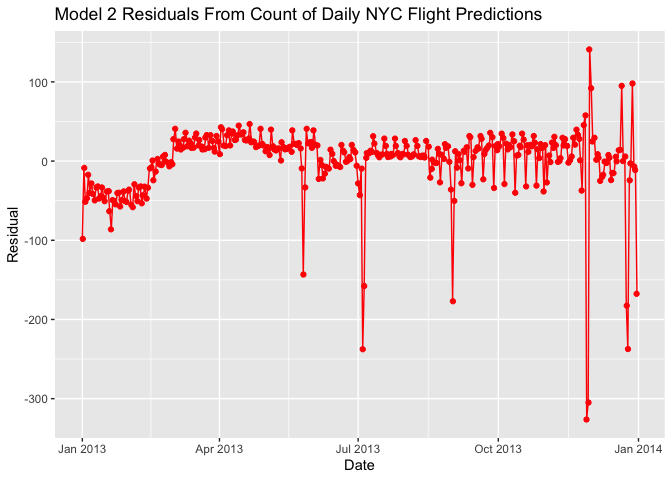 Model 2 Residuals From Count of Daily NYC Flight Predictions
100
0
-100
-200
-300
Residual
Jan 2013
Apr 2013
Jul 2013
Oct 2013
Jan 2014
Date